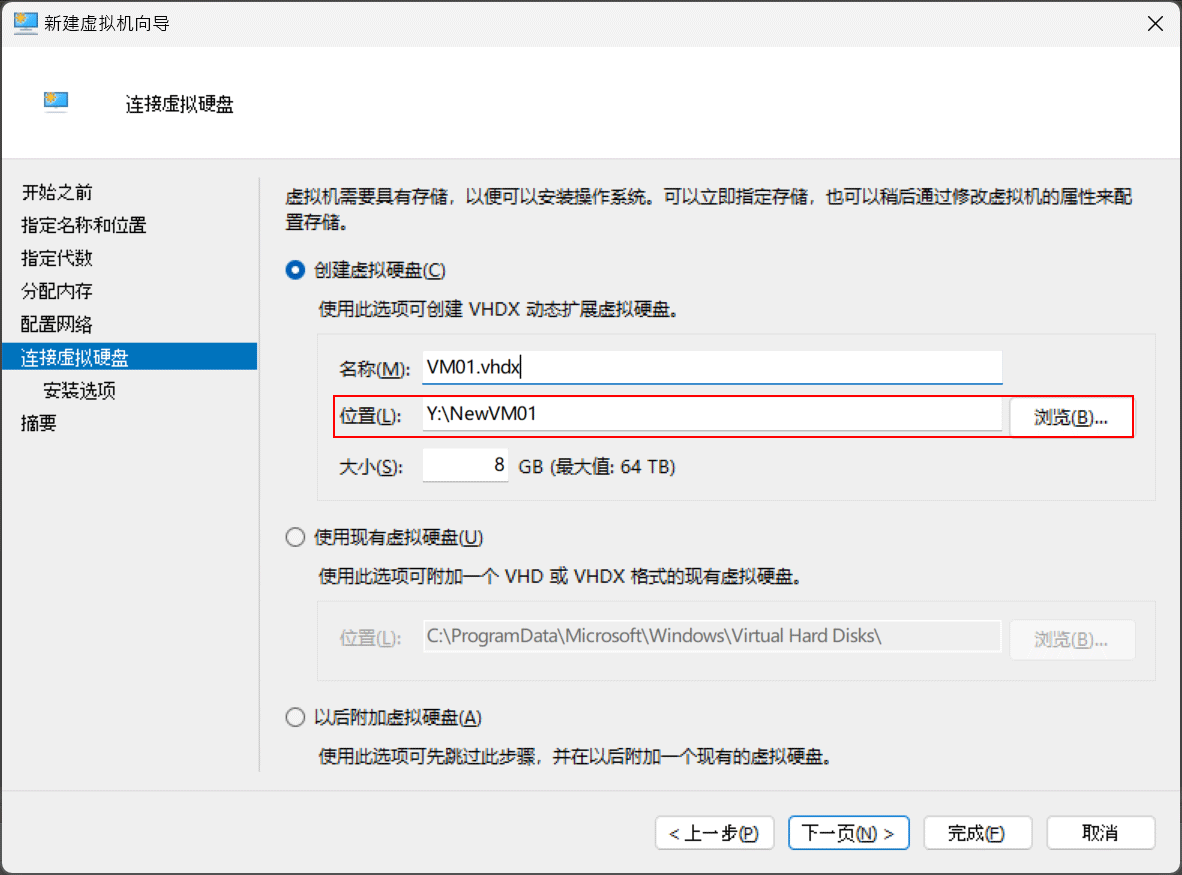 新建虚拟机向导
连接虚拟硬盘
开始之前
指定名称和位置
指定代数
分配内存
配置网络
连接虚拟硬盘
安装选项
摘要
虚拟机需要具有存储，以便可以安装操作系统。可以立即指定存储，也可以稍后通过修改虚拟机的属性来配
置存储。
创建虚拟硬盘(C)
使用此选项可创建 VHDX 动态扩展虚拟硬盘。
名称(M): VM01.vhdx
位置(L): Y:\NewVM01 浏览(B)...
大小(S): 8 GB (最大值: 64 TB)
使用现有虚拟硬盘(U)
使用此选项可附加一个 VHD 或 VHDX 格式的现有虚拟硬盘。
位置(L): C:\ProgramData\Microsoft\Windows\Virtual Hard Disks\ 浏览(B)...
以后附加虚拟硬盘(A)
使用此选项可先跳过此步骤，并在以后附加一个现有的虚拟硬盘。
< 上一步(P) 下一页(N) > 完成(F) 取消